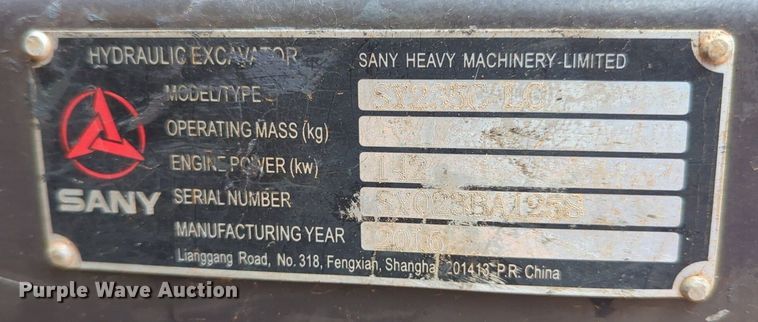 HYDRAULIC EXCAVATOR SANY HEAVY MACHINERY LIMITED
MODEL/TYPE
OPERATING MASS (kg)
ENGINE POWER (kw) 142
SANY SERIAL NUMBER
MANUFACTURING YEAR 2016
Lianggang Road, No.318, Fengxian, Shanghai 201413 P.R. China
Purple Wave Auction